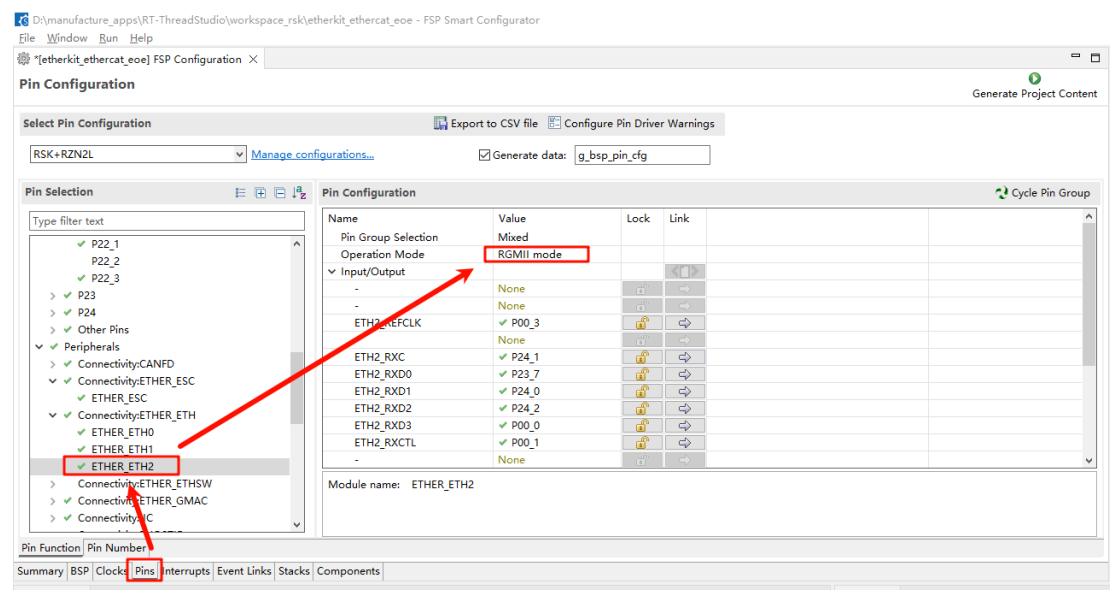 D:\manufacture_apps\RT-ThreadStudio\workspace_rsk\etherkit_ethercat_eoe - FSP Smart Configurator
File Window Run Help
*[etherkit_ethercat_eoe] FSP Configuration
Pin Configuration
Generate Project Content
Select Pin Configuration
Export to CSV file Configure Pin Driver Warnings
RSK+RZN2L Manage configurations... Generate data: g_bsp_pin_cfg
Pin Selection
Type filter text
P22_1
P22_2
P22_3
P23
P24
Other Pins
Peripherals
Connectivity:CANFD
Connectivity:ETHER_ESC
ETHER_ESC
Connectivity:ETHER_ETH
ETHER_ETH0
ETHER_ETH1
ETHER_ETH2
Connectivity:ETHER_ETHSW
Connectivity:ETHER_GMAC
Pin Configuration Cycle Pin Group
Name Value Lock Link
Pin Group Selection Mixed
Operation Mode RGMII mode
Input/Output
- None
- None
ETH2_REFCLK P00_3
None
ETH2_RXC P24_1
ETH2_RXD0 P23_7
ETH2_RXD1 P24_0
ETH2_RXD2 P24_2
ETH2_RXD3 P00_0
ETH2_RXCTL P00_1
- None
Module name: ETHER_ETH2
Pin Function Pin Number
Summary BSP Clocks Pins Interrupts Event Links Stacks Components